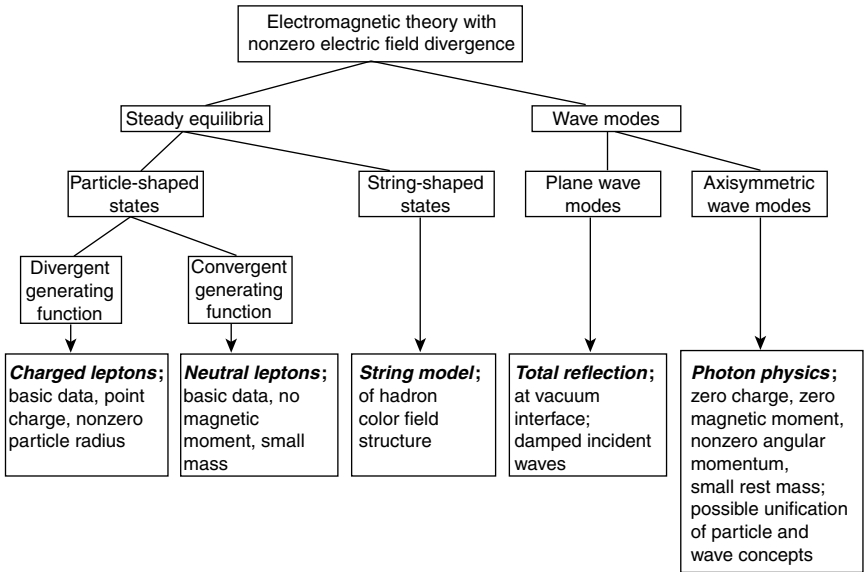 Electromagnetic theory with
nonzero electric field divergence
Steady equilibria
Wave modes
Particle-shaped
states
String-shaped
states
Plane wave
modes
Axisymmetric
wave modes
Divergent
generating
function
Convergent
generating
function
Charged leptons;
basic data, point
charge, nonzero
particle radius
Neutral leptons;
basic data, no
magnetic
moment, small
mass
String model;
of hadron
color field
structure
Total reflection;
at vacuum
interface;
damped incident
waves
Photon physics;
zero charge, zero
magnetic moment,
nonzero angular
momentum,
small rest mass;
possible unification
of particle and
wave concepts